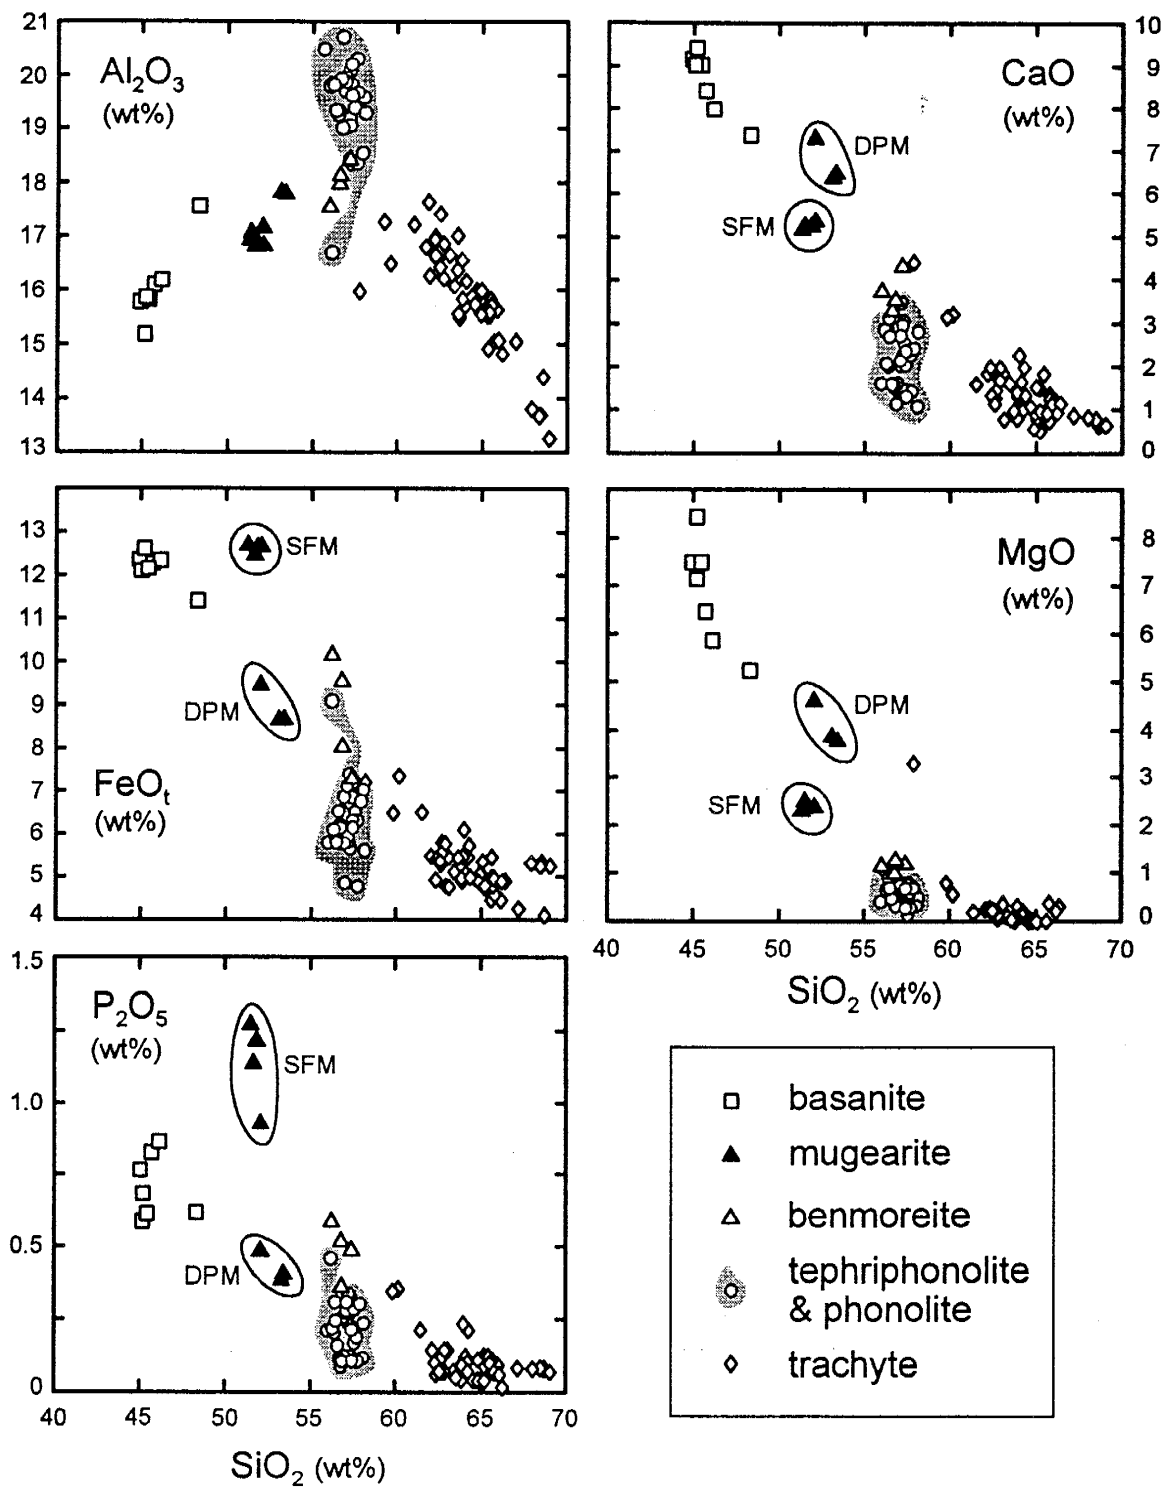 21
20
19
18
17
16
15
14
13
Al₂O₃
(wt%)
10
9
8
7
6
5
4
3
2
1
0
CaO
(wt%)
DPM
SFM
13
12
11
10
9
8
7
6
5
4
SFM
DPM
FeOₜ
(wt%)
8
7
6
5
4
3
2
1
0
MgO
(wt%)
DPM
SFM
40 45 50 55 60 65 70
SiO₂ (wt%)
1.5
1.0
0.5
0
P₂O₅
(wt%)
SFM
DPM
40 45 50 55 60 65 70
SiO₂ (wt%)
basanite
mugearite
benmoreite
tephriphonolite
& phonolite
trachyte